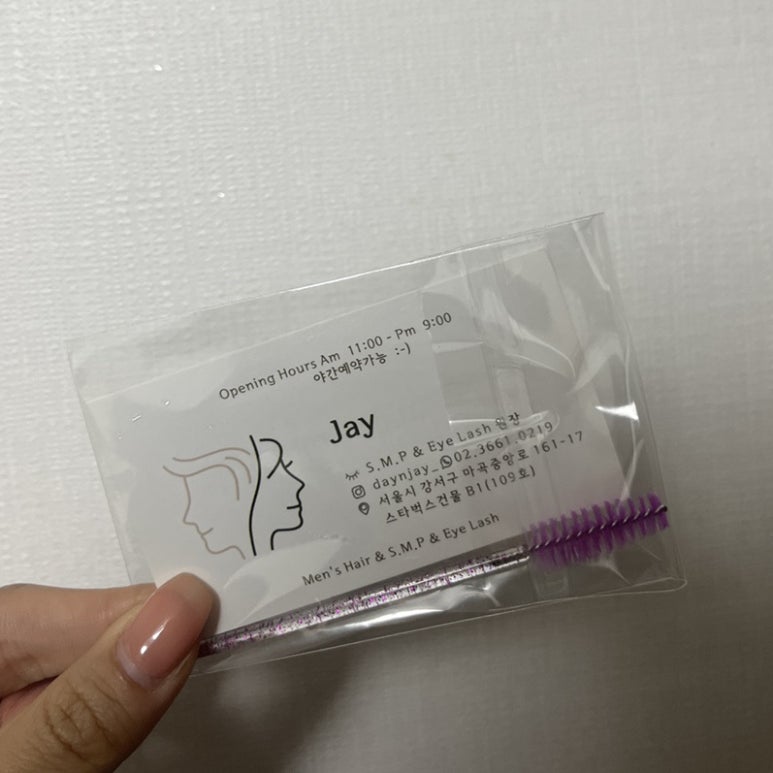 Opening Hours Am 11:00 - Pm 9:00
야간예약가능 :-)
Jay
S.M.P & Eye Lash 원장
daynjay_ 02.3661.0219
서울시 강서구 마곡중앙로 161-17
스타벅스건물 B1(109호)
Men's Hair & S.M.P & Eye Lash